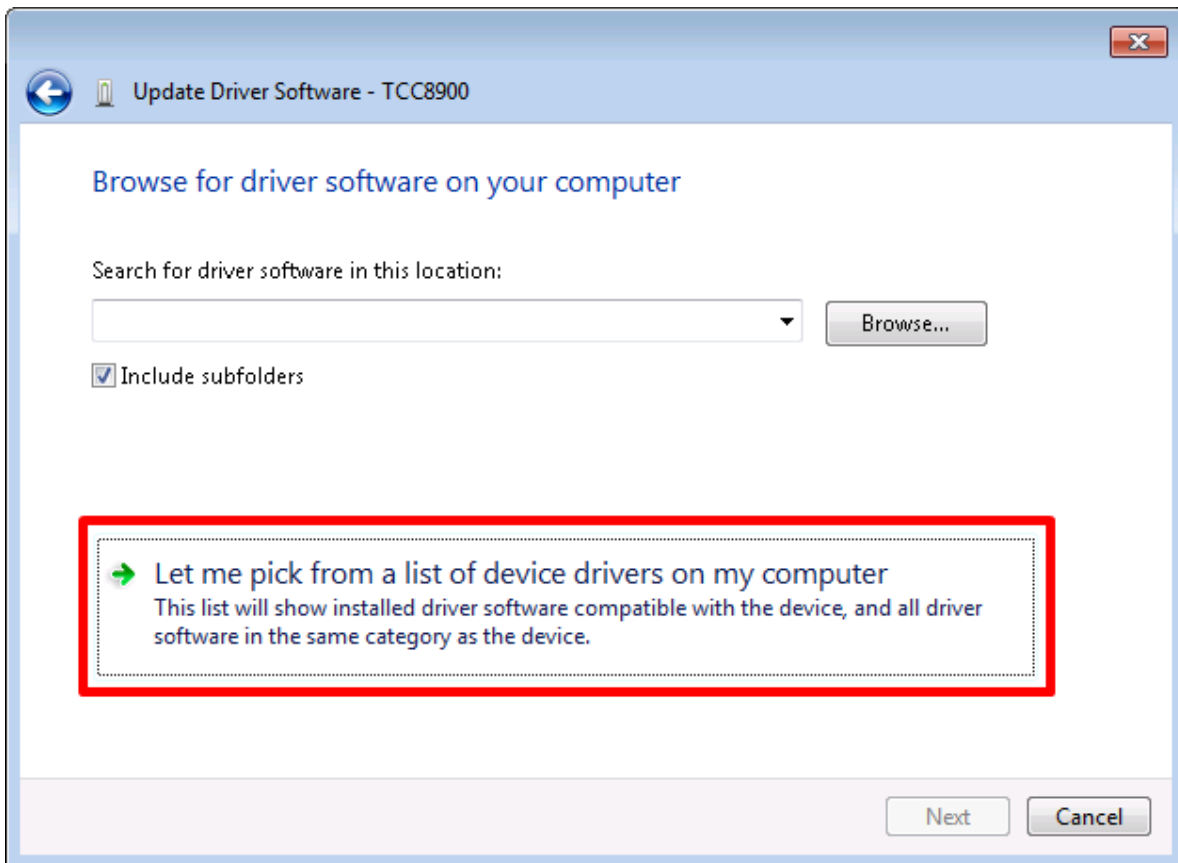 Update Driver Software - TCC8900
Browse for driver software on your computer
Search for driver software in this location:
Browse...
Include subfolders
Let me pick from a list of device drivers on my computer
This list will show installed driver software compatible with the device, and all driver
software in the same category as the device.
Next
Cancel